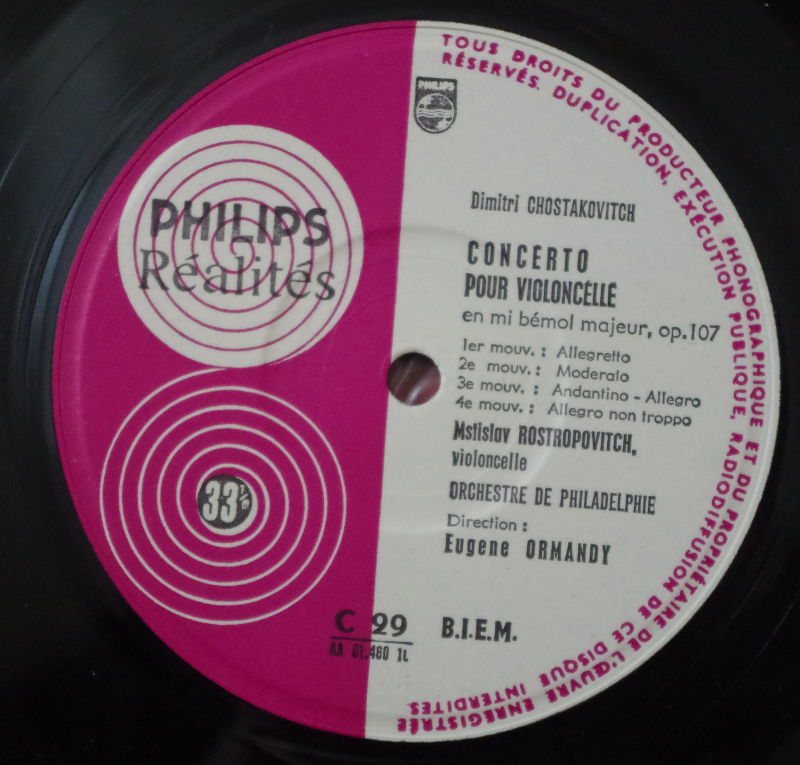 TOUS DROITS DU PRODUCTEUR PHONOGRAPHIQUE ET DU PROPRIÉTAIRE DE L'ŒUVRE ENREGISTRÉE
RÉSERVÉS. DUPLICATION, EXÉCUTION PUBLIQUE, RADIODIFFUSION DE CE DISQUE INTERDITES.
PHILIPS
PHILIPS
Réalités
Dimitri CHOSTAKOVITCH
CONCERTO
POUR VIOLONCELLE
en mi bémol majeur, op.107
1er mouv. : Allegretto
2e mouv. : Moderato
3e mouv. : Andantino - Allegro
4e mouv. : Allegro non troppo
Mstislav ROSTROPOVITCH,
violoncelle
ORCHESTRE DE PHILADELPHIE
Direction :
Eugene ORMANDY
33 1/3
C 29
AA 01.460 1L
B.I.E.M.